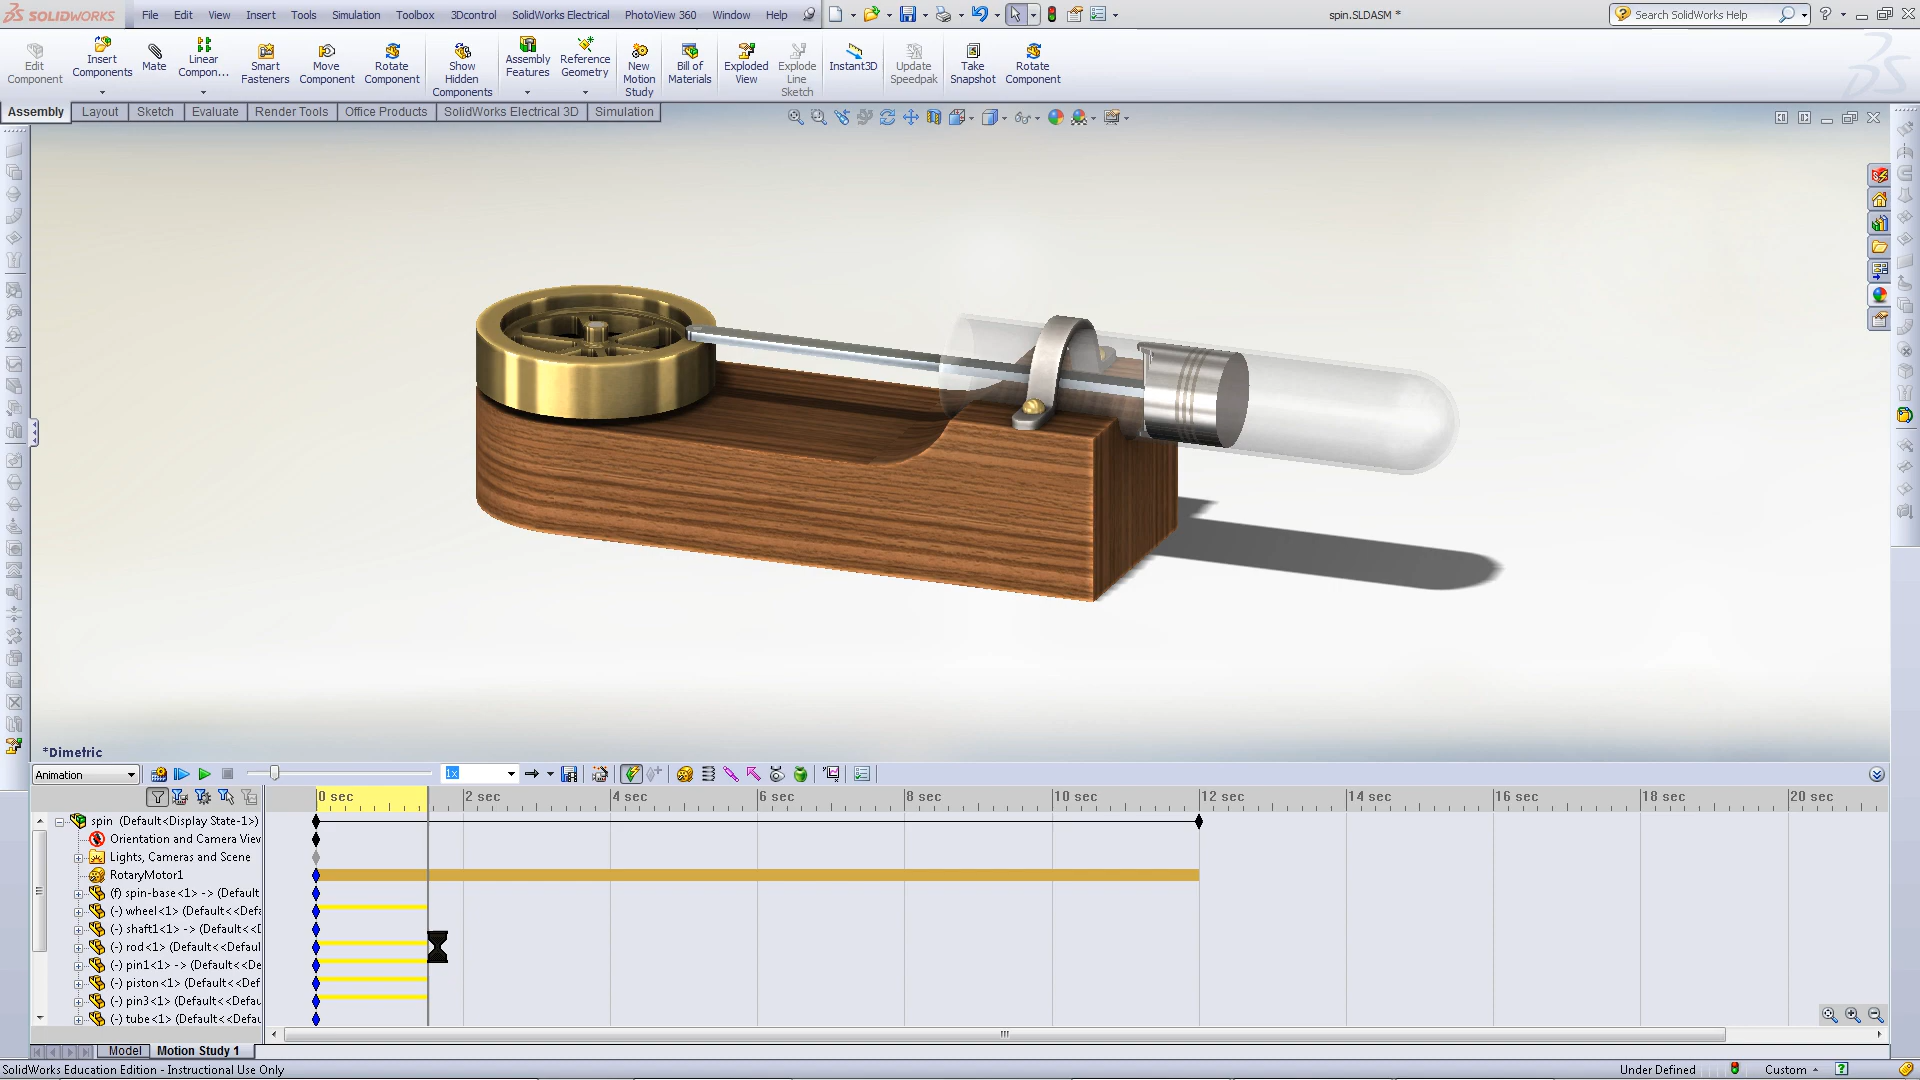 SOLIDWORKS File Edit View Insert Tools Simulation Toolbox 3Dcontrol SolidWorks Electrical PhotoView 360 Window Help spin.SLDASM * Search SolidWorks Help
Edit Component
Insert Components
Mate
Linear Compon...
Smart Fasteners
Move Component
Rotate Component
Show Hidden Components
Assembly Features
Reference Geometry
New Motion Study
Bill of Materials
Exploded View
Explode Line Sketch
Instant3D
Update Speedpak
Take Snapshot
Rotate Component
Assembly Layout Sketch Evaluate Render Tools Office Products SolidWorks Electrical 3D Simulation
*Dimetric
Animation 1x
0 sec 2 sec 4 sec 6 sec 8 sec 10 sec 12 sec 14 sec 16 sec 18 sec 20 sec
spin (Default<Display State-1>)
Orientation and Camera View
Lights, Cameras and Scene
RotaryMotor1
(f) spin-base<1> -> (Default
(-) wheel<1> (Default<<Defa
(-) shaft1<1> -> (Default<<D
(-) rod<1> (Default<<Defaul
(-) pin1<1> -> (Default<<De
(-) piston<1> (Default<<Def
(-) pin3<1> (Default<<Defau
(-) tube<1> (Default<<Defau
Model Motion Study 1
SolidWorks Education Edition - Instructional Use Only Under Defined Custom